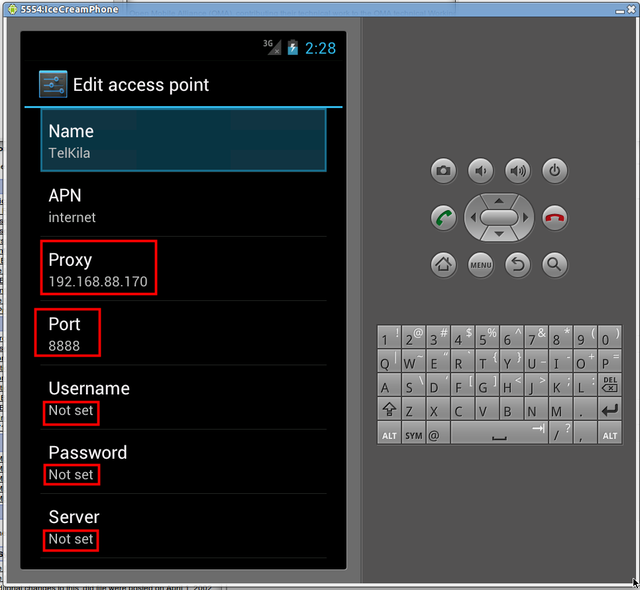 5554:IceCreamPhone
3G 2:28
Edit access point
Name
TelKila
APN
internet
Proxy
192.168.88.170
Port
8888
Username
Not set
Password
Not set
Server
Not set
MENU
1 ! 2 @ 3 # 4 $ 5 % 6 ^ 7 & 8 * 9 ( 0 )
Q | W ~ E " R ` T { Y } U _ I - O + P =
A S \ D ' F [ G ] H < J > K ; L : DEL
Z X C V B N M .
ALT SYM @ / ? , ALT